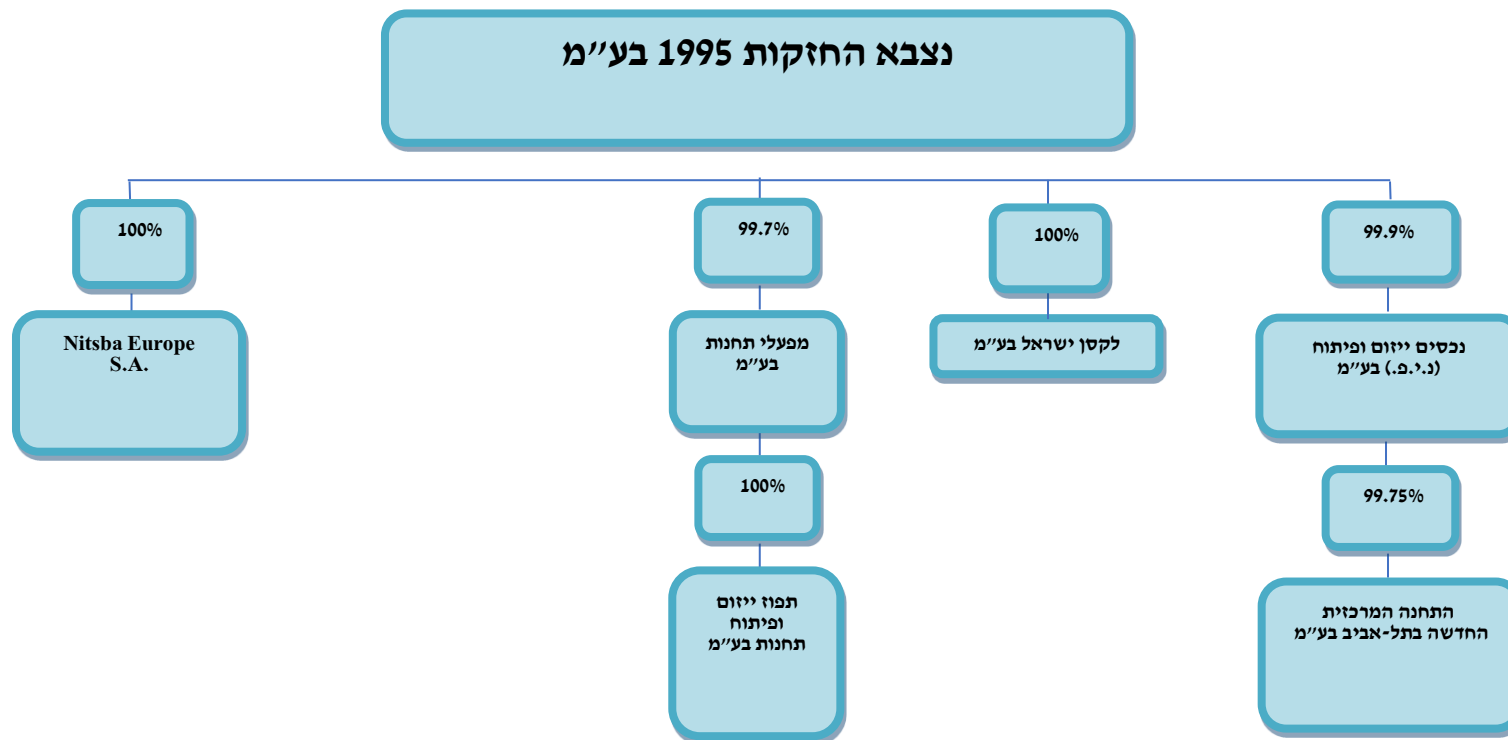 נצבא החזקות 1995 בע״מ
99.9%
100%
99.7%
100%
נכסים ייזום ופיתוח
(נ.י.פ.) בע״מ
לקסן ישראל בע״מ
מפעלי תחנות
בע״מ
Nitsba Europe
S.A.
99.75%
100%
התחנה המרכזית
החדשה בתל-אביב בע״מ
תפוז ייזום
ופיתוח
תחנות בע״מ